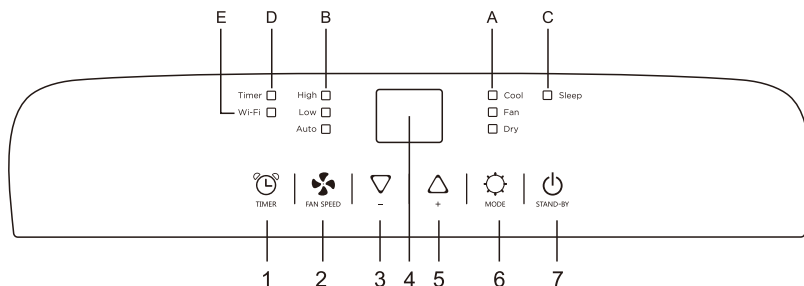 E D B A C
Timer High Cool Sleep
Wi-Fi Low Fan
Auto Dry
TIMER FAN SPEED − + MODE STAND-BY
1 2 3 4 5 6 7